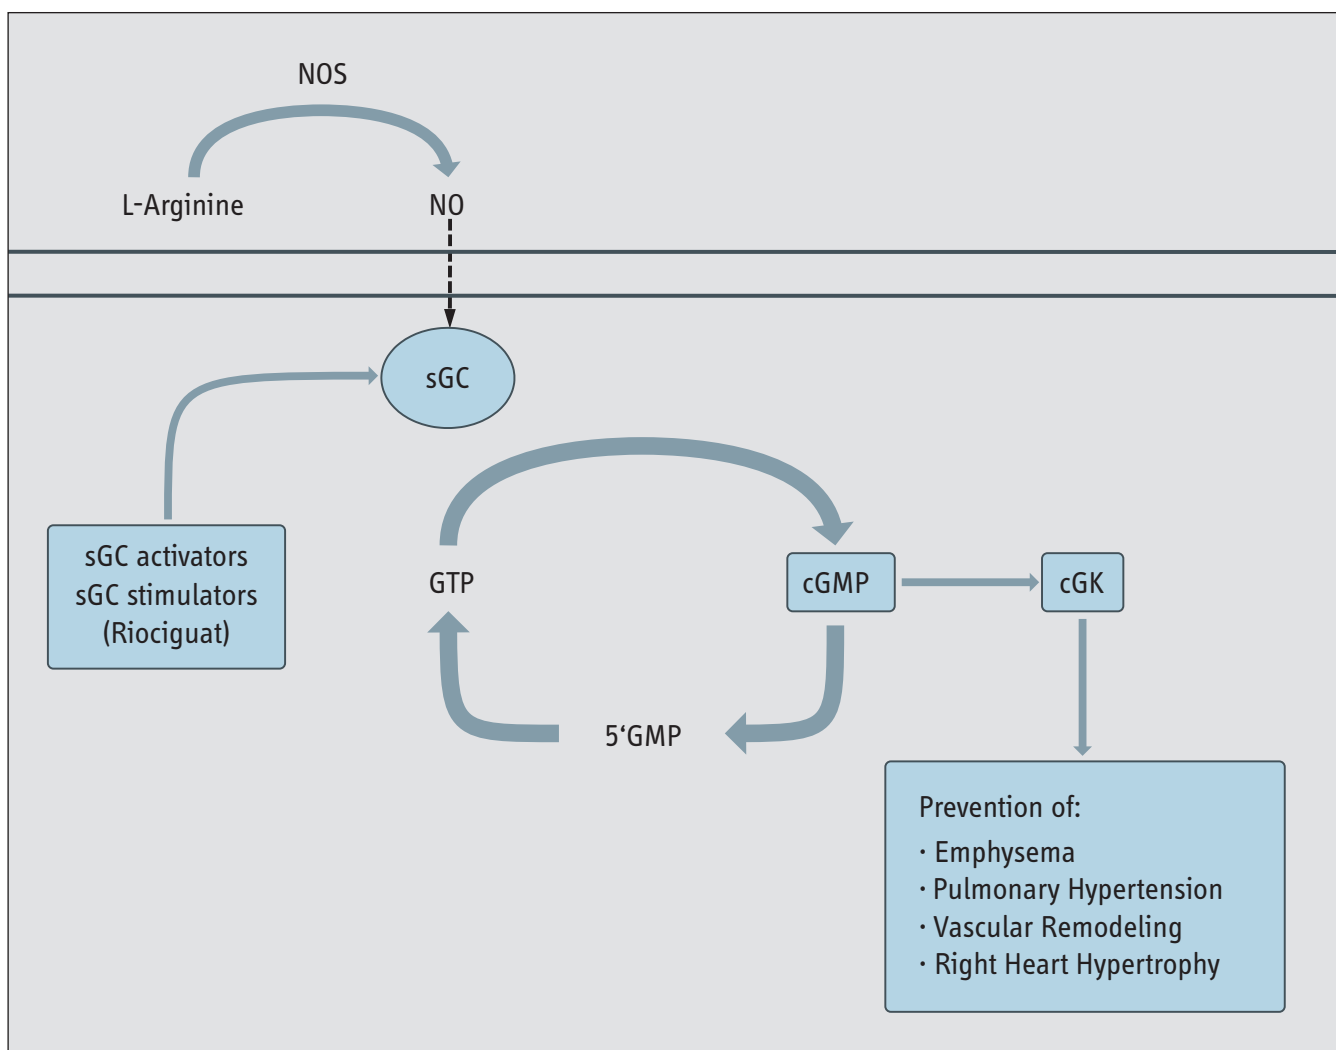 NOS
L-Arginine
NO
sGC
sGC activators
sGC stimulators
(Riociguat)
GTP
cGMP
cGK
5‘GMP
Prevention of:
· Emphysema
· Pulmonary Hypertension
· Vascular Remodeling
· Right Heart Hypertrophy